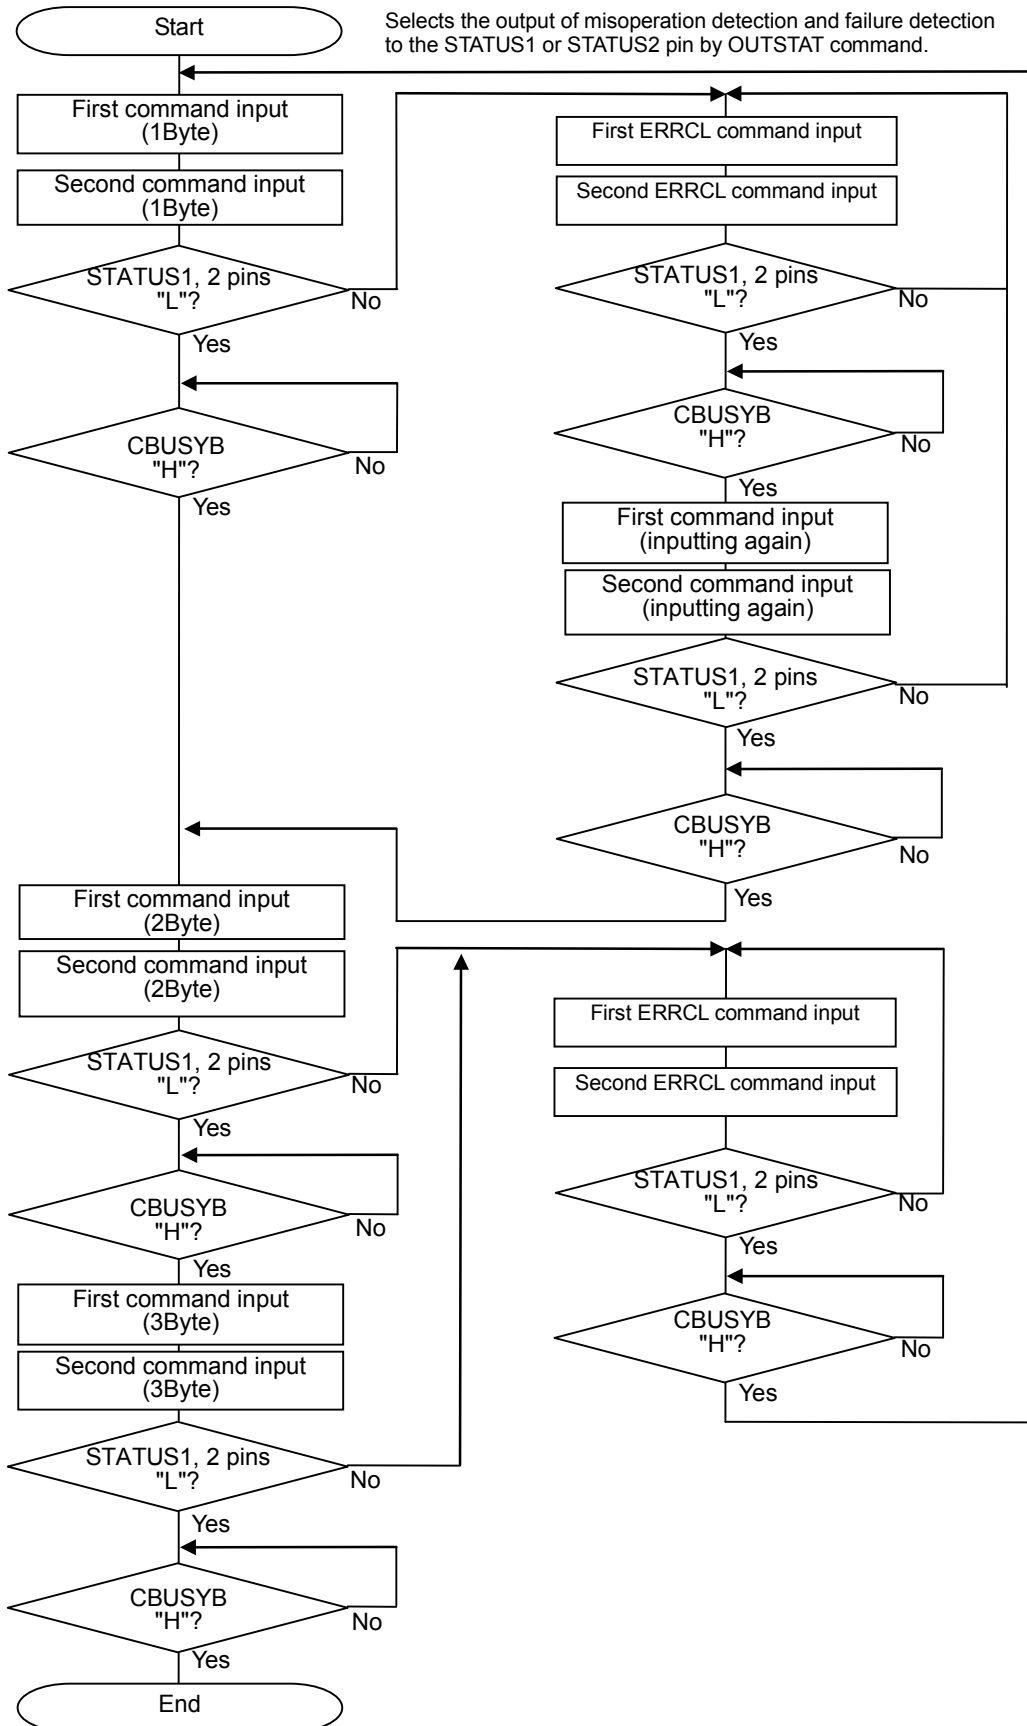 Start
Selects the output of misoperation detection and failure detection
to the STATUS1 or STATUS2 pin by OUTSTAT command.
First command input
(1Byte)
Second command input
(1Byte)
STATUS1, 2 pins
"L"?
No
Yes
CBUSYB
"H"?
No
Yes
First ERRCL command input
Second ERRCL command input
STATUS1, 2 pins
"L"?
No
Yes
CBUSYB
"H"?
No
Yes
First command input
(inputting again)
Second command input
(inputting again)
STATUS1, 2 pins
"L"?
No
Yes
CBUSYB
"H"?
No
Yes
First command input
(2Byte)
Second command input
(2Byte)
STATUS1, 2 pins
"L"?
No
Yes
CBUSYB
"H"?
No
Yes
First command input
(3Byte)
Second command input
(3Byte)
STATUS1, 2 pins
"L"?
No
Yes
CBUSYB
"H"?
No
Yes
End
First ERRCL command input
Second ERRCL command input
STATUS1, 2 pins
"L"?
No
Yes
CBUSYB
"H"?
No
Yes